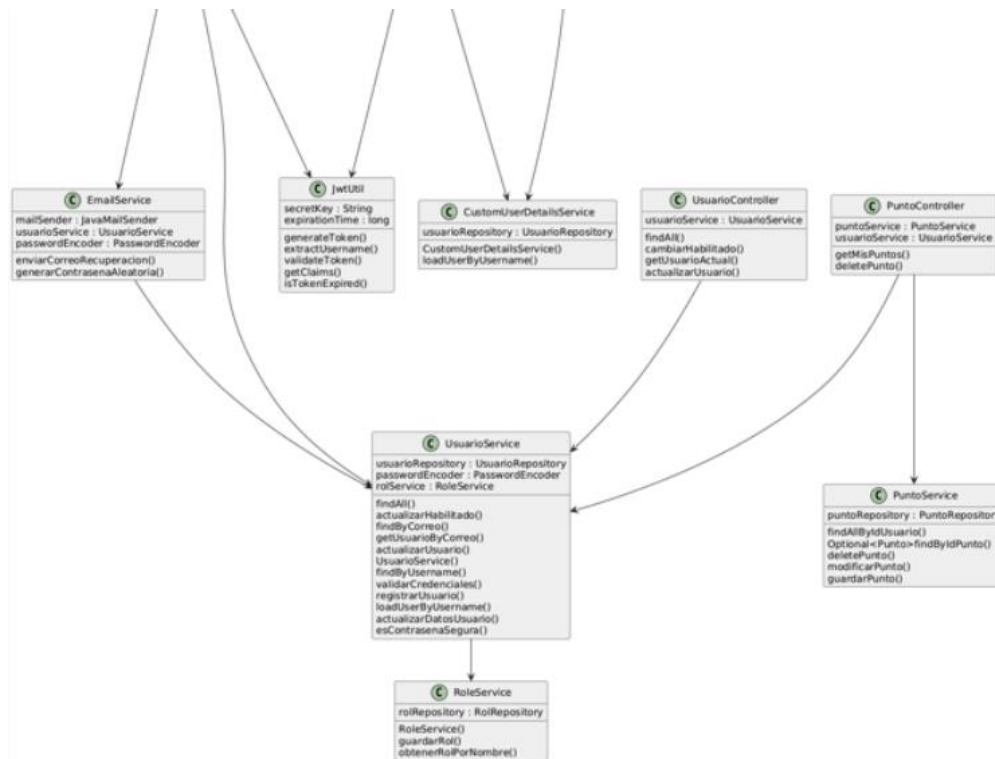 C EmailService
mailSender : JavaMailSender
usuarioService : UsuarioService
passwordEncoder : PasswordEncoder
enviarCorreoRecuperacion()
generarContrasenaAleatoria()
C JwtUtil
secretKey : String
expirationTime : long
generateToken()
extractUsername()
validateToken()
getClaims()
isTokenExpired()
C CustomUserDetailsService
usuarioRepository : UsuarioRepository
CustomUserDetailsService()
loadUserByUsername()
C UsuarioController
usuarioService : UsuarioService
findAll()
cambiarHabilitado()
getUsuarioActual()
actualizarUsuario()
C PuntoController
puntoService : PuntoService
usuarioService : UsuarioService
getMisPuntos()
deletePunto()
C UsuarioService
usuarioRepository : UsuarioRepository
passwordEncoder : PasswordEncoder
rolService : RoleService
findAll()
actualizarHabilitado()
findByCorreo()
getUsuarioByCorreo()
actualizarUsuario()
UsuarioService()
findByUsername()
validarCredenciales()
registrarUsuario()
loadUserByUsername()
actualizarDatosUsuario()
esContrasenaSegura()
C PuntoService
puntoRepository : PuntoRepositor
findAllByIdUsuario()
Optional<Punto>findByIdPunto()
deletePunto()
modificarPunto()
guardarPunto()
C RoleService
rolRepository : RolRepository
RoleService()
guardarRol()
obtenerRolPorNombre()